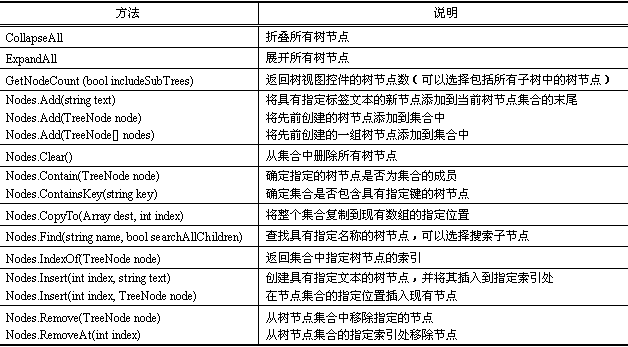 方法 说明
CollapseAll 折叠所有树节点
ExpandAll 展开所有树节点
GetNodeCount (bool includeSubTrees) 返回树视图控件的树节点数(可以选择包括所有子树中的树节点)
Nodes.Add(string text) 将具有指定标签文本的新节点添加到当前树节点集合的末尾
Nodes.Add(TreeNode node) 将先前创建的树节点添加到集合中
Nodes.Add(TreeNode[] nodes) 将先前创建的一组树节点添加到集合中
Nodes.Clear() 从集合中删除所有树节点
Nodes.Contain(TreeNode node) 确定指定的树节点是否为集合的成员
Nodes.ContainsKey(string key) 确定集合是否包含具有指定键的树节点
Nodes.CopyTo(Array dest, int index) 将整个集合复制到现有数组的指定位置
Nodes.Find(string name, bool searchAllChildren) 查找具有指定名称的树节点,可以选择搜索子节点
Nodes.IndexOf(TreeNode node) 返回集合中指定树节点的索引
Nodes.Insert(int index, string text) 创建具有指定文本的树节点,并将其插入到指定索引处
Nodes.Insert(int index, TreeNode node) 在节点集合的指定位置插入现有节点
Nodes.Remove(TreeNode node) 从树节点集合中移除指定的节点
Nodes.RemoveAt(int index) 从树节点集合的指定索引处移除节点